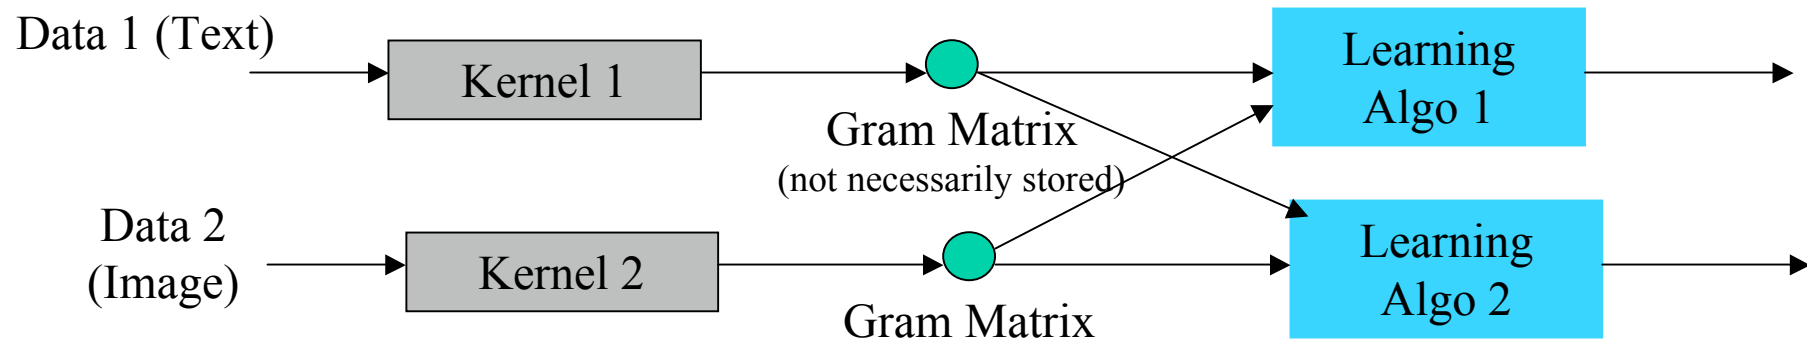 Data 1 (Text)
Kernel 1
Gram Matrix
(not necessarily stored)
Learning
Algo 1
Data 2
(Image)
Kernel 2
Gram Matrix
Learning
Algo 2